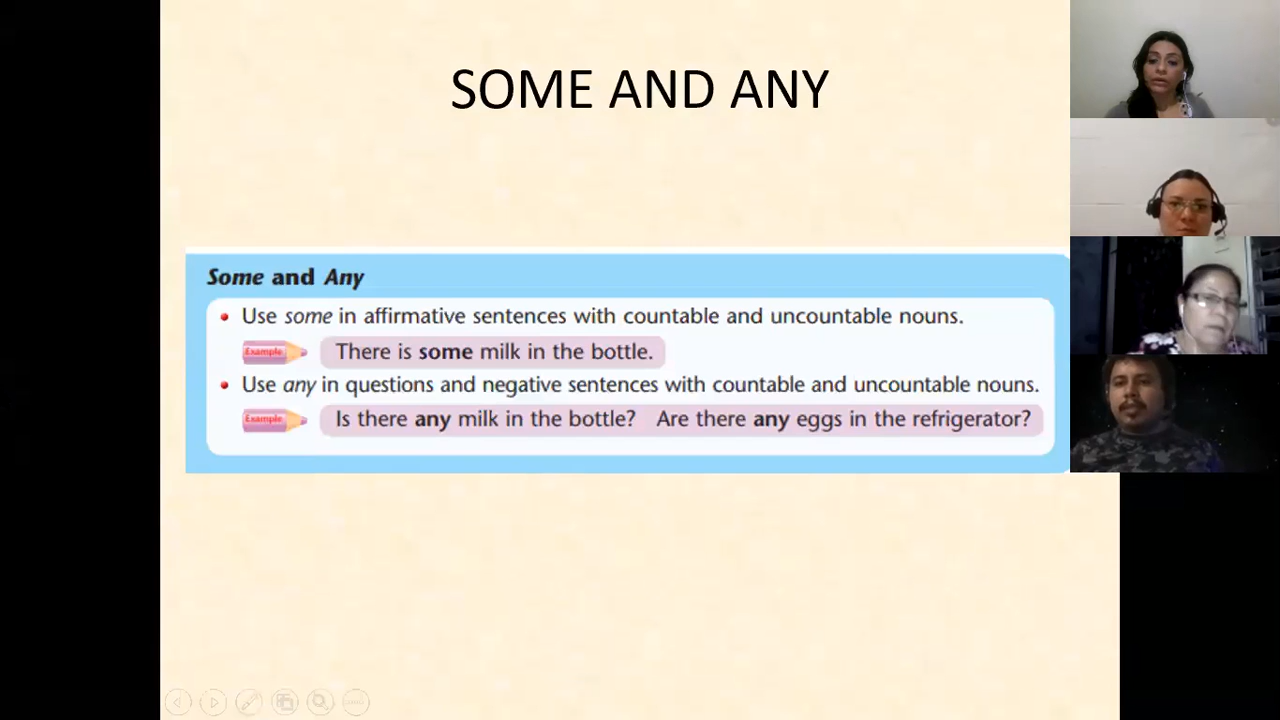 SOME AND ANY
Some and Any
• Use some in affirmative sentences with countable and uncountable nouns.
Example There is some milk in the bottle.
• Use any in questions and negative sentences with countable and uncountable nouns.
Example Is there any milk in the bottle? Are there any eggs in the refrigerator?